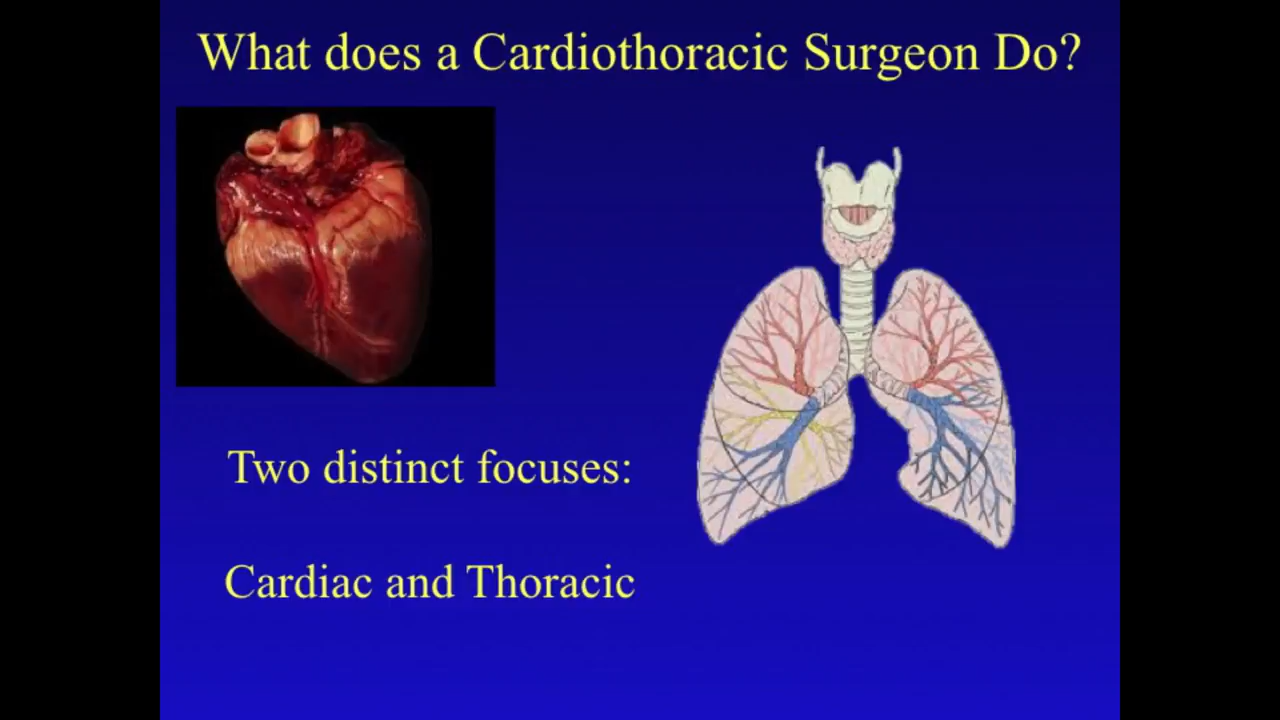 What does a Cardiothoracic Surgeon Do?
Two distinct focuses:
Cardiac and Thoracic